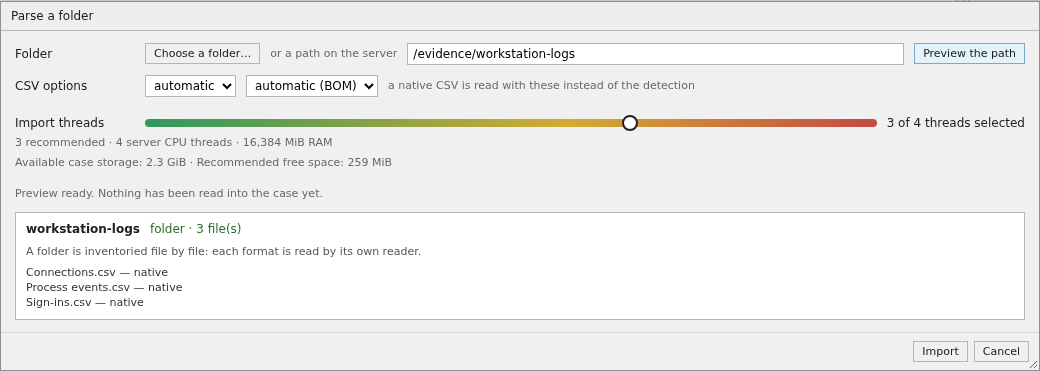 Parse a folder
Folder
Choose a folder...
or a path on the server
/evidence/workstation-logs
Preview the path
CSV options
automatic
automatic (BOM)
a native CSV is read with these instead of the detection
Import threads
3 of 4 threads selected
3 recommended · 4 server CPU threads · 16,384 MiB RAM
Available case storage: 2.3 GiB · Recommended free space: 259 MiB
Preview ready. Nothing has been read into the case yet.
workstation-logs folder · 3 file(s)
A folder is inventoried file by file: each format is read by its own reader.
Connections.csv — native
Process events.csv — native
Sign-ins.csv — native
Import
Cancel